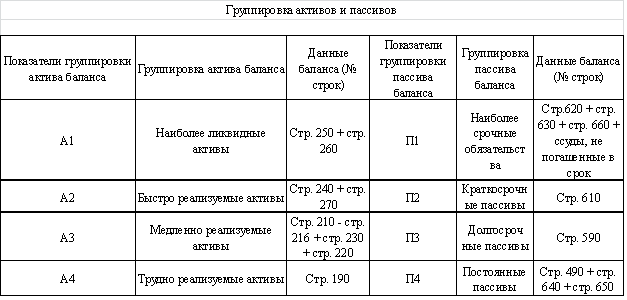 Группировка активов и пассивов
Показатели группировки
актива баланса
Группировка актива баланса
Данные
баланса (№
строк)
Показатели
группировки
пассива
баланса
Группировка
пассива
баланса
Данные баланса
(№ строк)
А1
Наиболее ликвидные
активы
Стр. 250 + стр.
260
П1
Наиболее
срочные
обязательст
ва
Стр.620 + стр.
630 + стр. 660 +
ссуды, не
погашенные в
срок
А2
Быстро реализуемые активы
Стр. 240 + стр.
270
П2
Краткосрочн
ые пассивы
Стр. 610
А3
Медленно реализуемые
активы
Стр. 210 - стр.
216 + стр. 230
+ стр. 220
П3
Долгосроч
ные пассивы
Стр. 590
А4
Трудно реализуемые активы
Стр. 190
П4
Постоянные
пассивы
Стр. 490 + стр.
640 + стр. 650